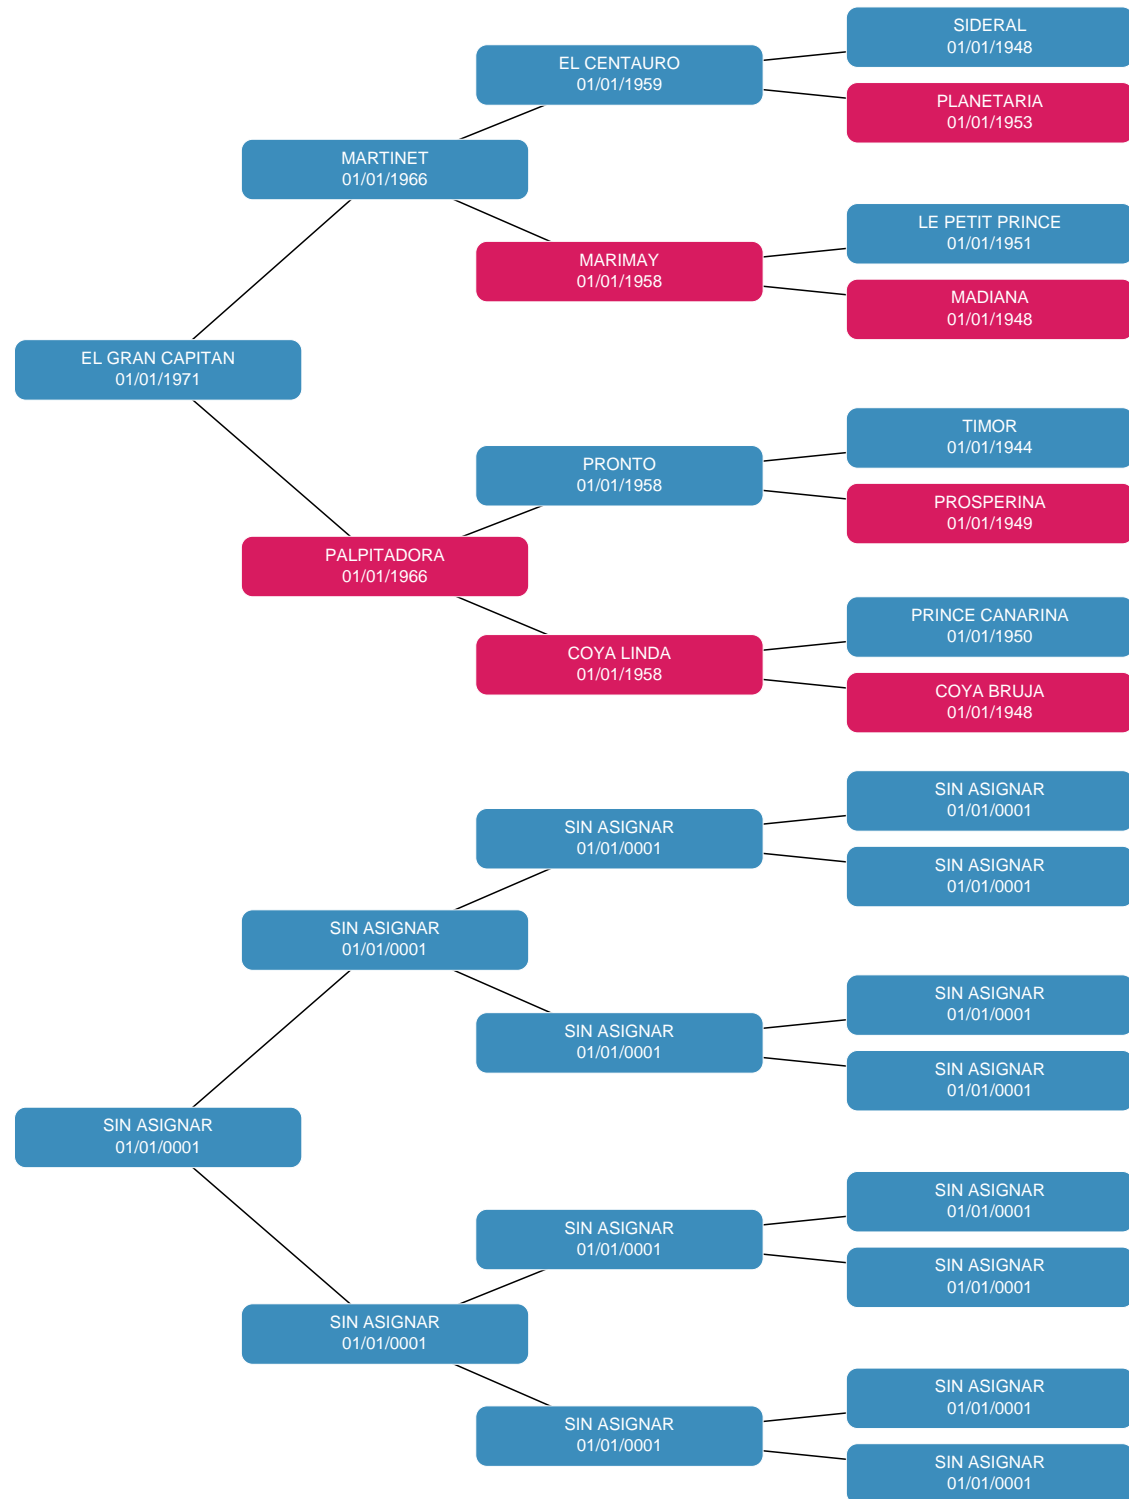 SIDERAL
01/01/1948
EL CENTAURO
01/01/1959
PLANETARIA
01/01/1953
MARTINET
01/01/1966
LE PETIT PRINCE
01/01/1951
MARIMAY
01/01/1958
MADIANA
01/01/1948
EL GRAN CAPITAN
01/01/1971
TIMOR
01/01/1944
PRONTO
01/01/1958
PROSPERINA
01/01/1949
PALPITADORA
01/01/1966
PRINCE CANARINA
01/01/1950
COYA LINDA
01/01/1958
COYA BRUJA
01/01/1948
SIN ASIGNAR
01/01/0001
SIN ASIGNAR
01/01/0001
SIN ASIGNAR
01/01/0001
SIN ASIGNAR
01/01/0001
SIN ASIGNAR
01/01/0001
SIN ASIGNAR
01/01/0001
SIN ASIGNAR
01/01/0001
SIN ASIGNAR
01/01/0001
SIN ASIGNAR
01/01/0001
SIN ASIGNAR
01/01/0001
SIN ASIGNAR
01/01/0001
SIN ASIGNAR
01/01/0001
SIN ASIGNAR
01/01/0001
SIN ASIGNAR
01/01/0001
SIN ASIGNAR
01/01/0001